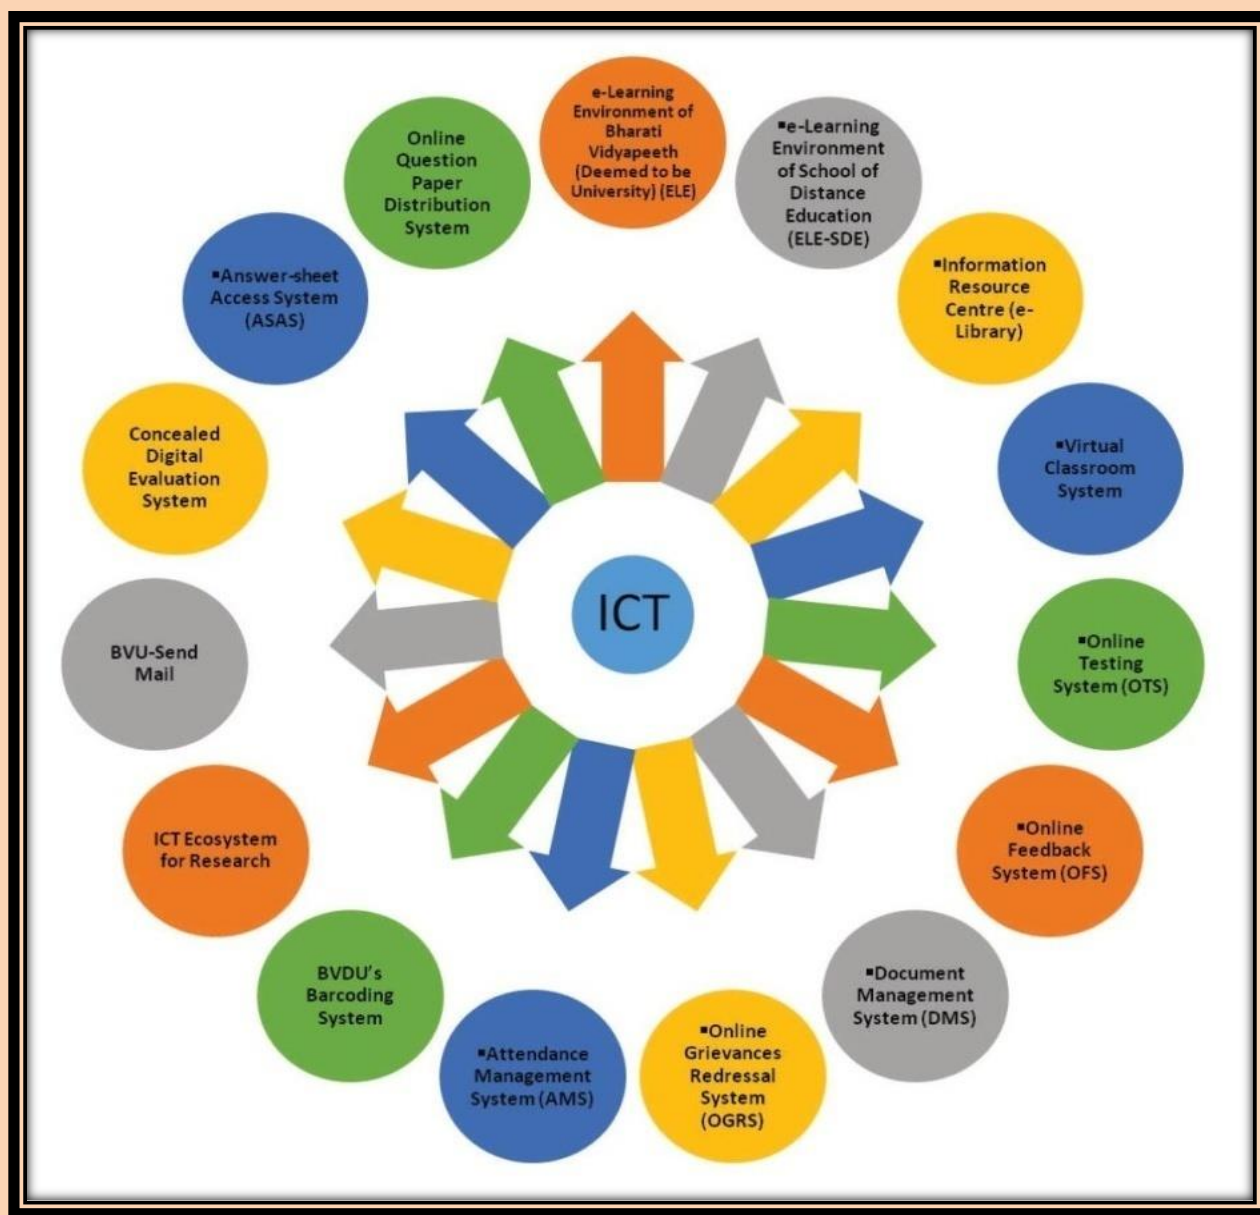 e-Learning
Environment of
Bharati
Vidyapeeth
(Deemed to be
University) (ELE)
▪e-Learning
Environment
of School of
Distance
Education
(ELE-SDE)
▪Information
Resource
Centre (e-
Library)
▪Virtual
Classroom
System
▪Online
Testing
System (OTS)
▪Online
Feedback
System (OFS)
▪Document
Management
System (DMS)
▪Online
Grievances
Redressal
System
(OGRS)
▪Attendance
Management
System (AMS)
BVDU's
Barcoding
System
ICT Ecosystem
for Research
BVU-Send
Mail
Concealed
Digital
Evaluation
System
▪Answer-sheet
Access System
(ASAS)
Online
Question
Paper
Distribution
System
ICT